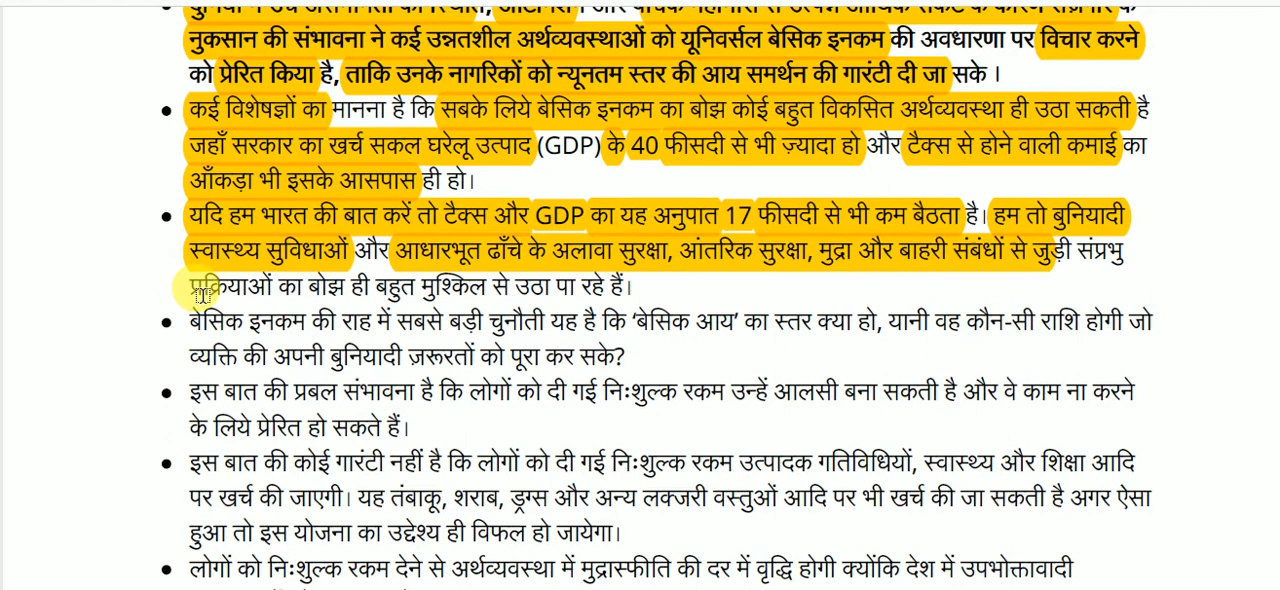 नुकसान की संभावना ने कई उन्नतशील अर्थव्यवस्थाओं को यूनिवर्सल बेसिक इनकम की अवधारणा पर विचार करने
को प्रेरित किया है, ताकि उनके नागरिकों को न्यूनतम स्तर की आय समर्थन की गारंटी दी जा सके ।
• कई विशेषज्ञों का मानना है कि सबके लिये बेसिक इनकम का बोझ कोई बहुत विकसित अर्थव्यवस्था ही उठा सकती है
जहाँ सरकार का खर्च सकल घरेलू उत्पाद (GDP) के 40 फीसदी से भी ज़्यादा हो और टैक्स से होने वाली कमाई का
आँकड़ा भी इसके आसपास ही हो।
• यदि हम भारत की बात करें तो टैक्स और GDP का यह अनुपात 17 फीसदी से भी कम बैठता है। हम तो बुनियादी
स्वास्थ्य सुविधाओं और आधारभूत ढाँचे के अलावा सुरक्षा, आंतरिक सुरक्षा, मुद्रा और बाहरी संबंधों से जुड़ी संप्रभु
प्रक्रियाओं का बोझ ही बहुत मुश्किल से उठा पा रहे हैं।
• बेसिक इनकम की राह में सबसे बड़ी चुनौती यह है कि ‘बेसिक आय’ का स्तर क्या हो, यानी वह कौन-सी राशि होगी जो
व्यक्ति की अपनी बुनियादी ज़रूरतों को पूरा कर सके?
• इस बात की प्रबल संभावना है कि लोगों को दी गई निःशुल्क रकम उन्हें आलसी बना सकती है और वे काम ना करने
के लिये प्रेरित हो सकते हैं।
• इस बात की कोई गारंटी नहीं है कि लोगों को दी गई निःशुल्क रकम उत्पादक गतिविधियों, स्वास्थ्य और शिक्षा आदि
पर खर्च की जाएगी। यह तंबाकू, शराब, ड्रग्स और अन्य लक्जरी वस्तुओं आदि पर भी खर्च की जा सकती है अगर ऐसा
हुआ तो इस योजना का उद्देश्य ही विफल हो जायेगा।
• लोगों को निःशुल्क रकम देने से अर्थव्यवस्था में मुद्रास्फीति की दर में वृद्धि होगी क्योंकि देश में उपभोक्तावादी